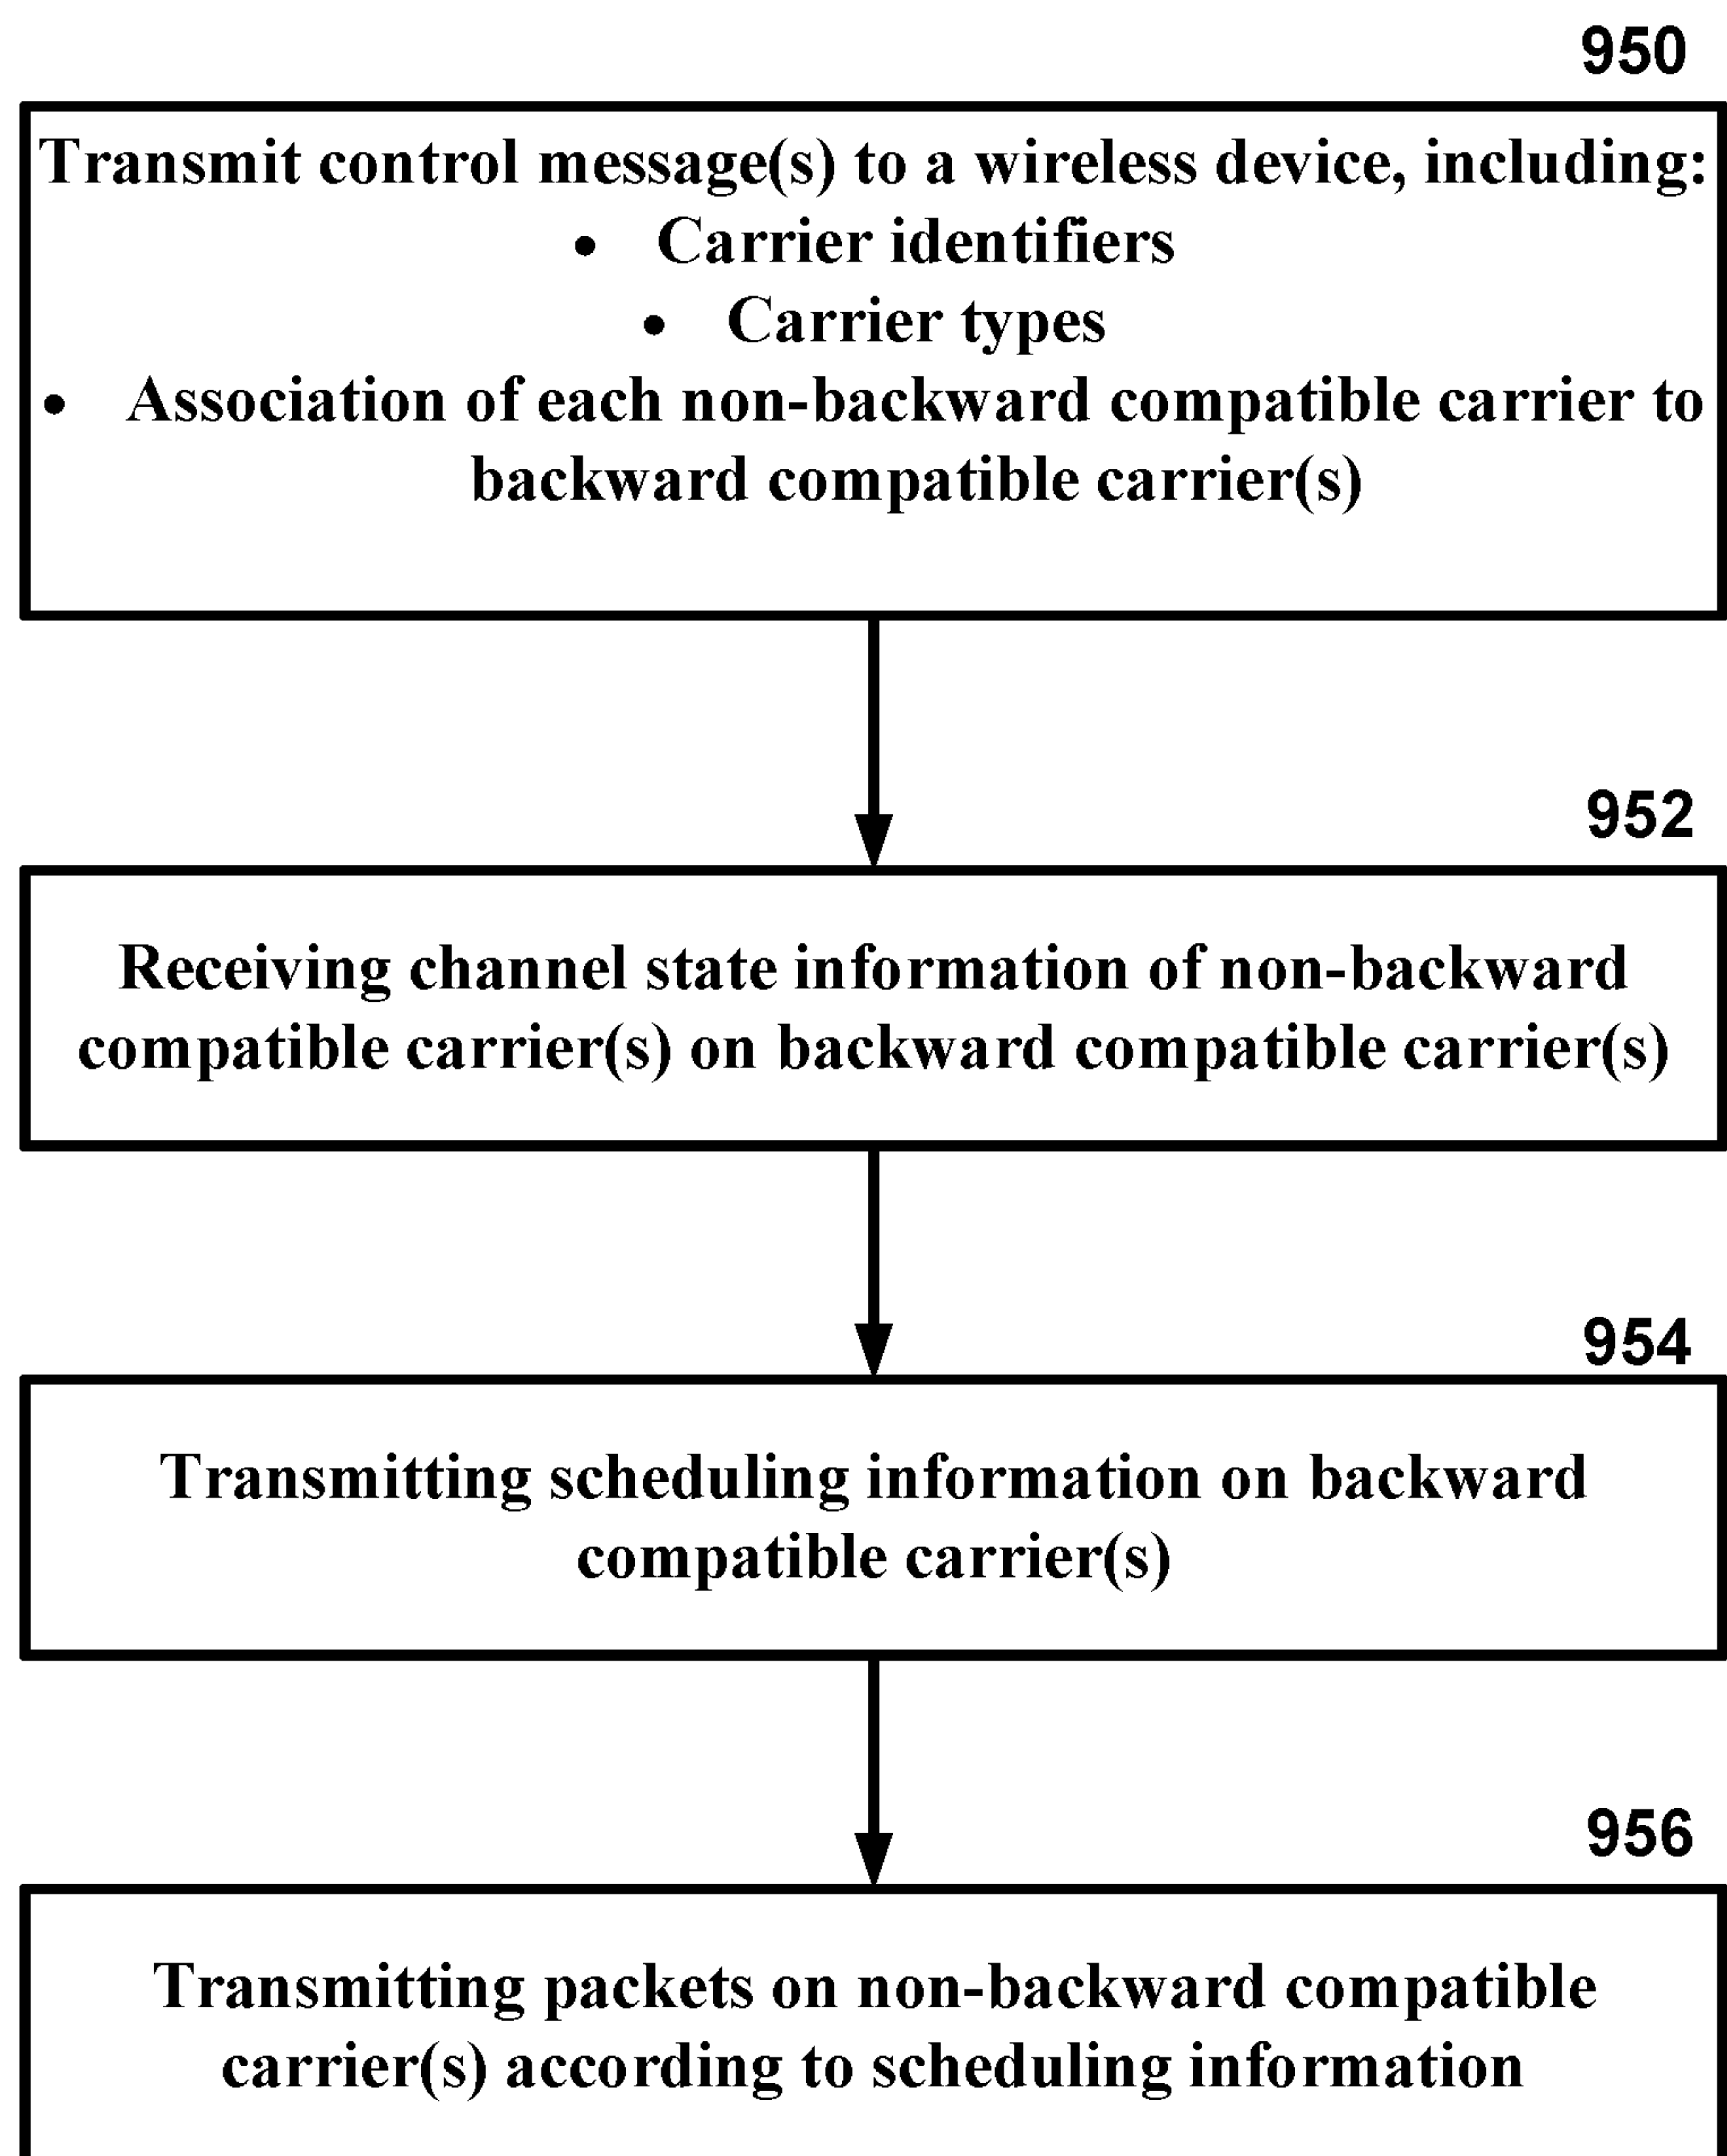 950
Transmit control message(s) to a wireless device, including:
• Carrier identifiers
• Carrier types
• Association of each non-backward compatible carrier to
backward compatible carrier(s)
952
Receiving channel state information of non-backward
compatible carrier(s) on backward compatible carrier(s)
954
Transmitting scheduling information on backward
compatible carrier(s)
956
Transmitting packets on non-backward compatible
carrier(s) according to scheduling information